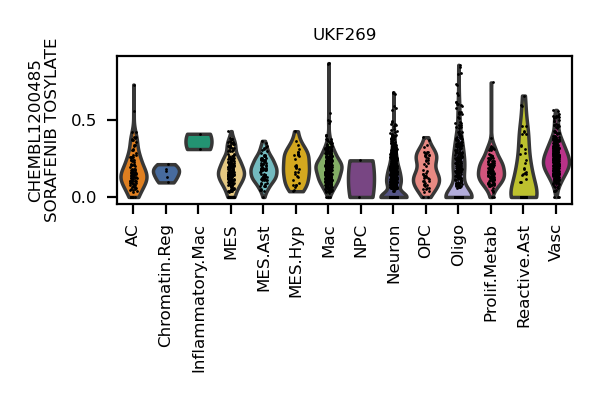 UKF269
CHEMBL1200485
SORAFENIB TOSYLATE
0.5
0.0
AC
Chromatin.Reg
Inflammatory.Mac
MES
MES.Ast
MES.Hyp
Mac
NPC
Neuron
OPC
Oligo
Prolif.Metab
Reactive.Ast
Vasc